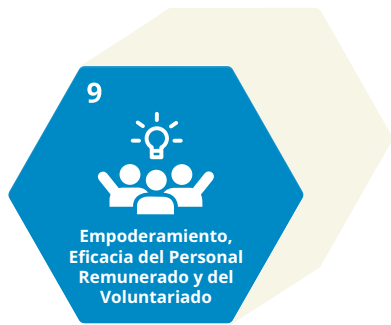 9
Empoderamiento,
Eficacia del Personal
Remunerado y del
Voluntariado